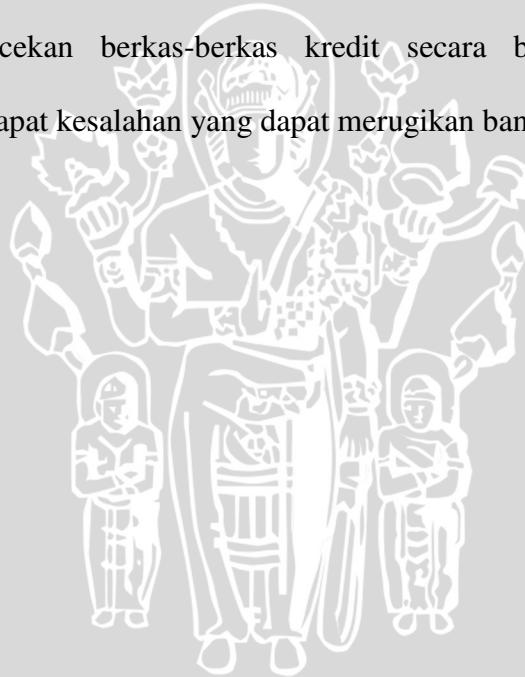 cekan berkas-berkas kredit secara b
apat kesalahan yang dapat merugikan ban